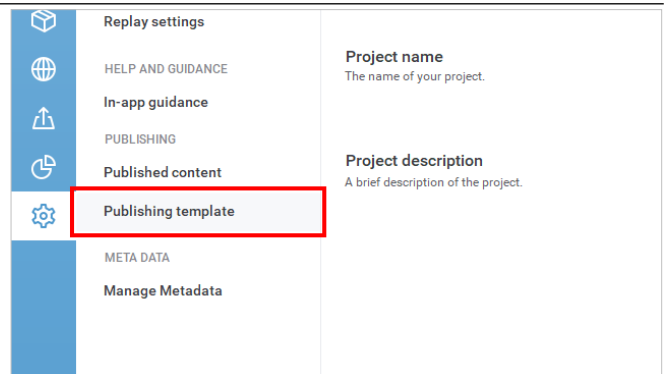 Replay settings
HELP AND GUIDANCE
In-app guidance
PUBLISHING
Published content
Publishing template
META DATA
Manage Metadata
Project name
The name of your project.
Project description
A brief description of the project.